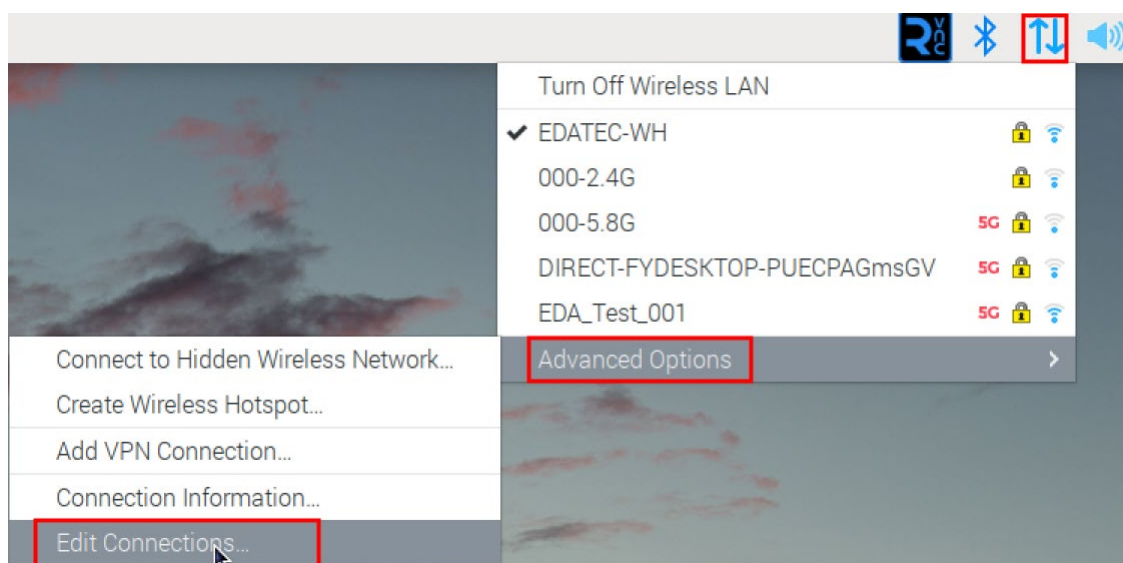 VNC
Turn Off Wireless LAN
EDATEC-WH
000-2.4G
000-5.8G 5G
DIRECT-FYDESKTOP-PUECPAGmsGV 5G
EDA_Test_001 5G
Advanced Options
Connect to Hidden Wireless Network...
Create Wireless Hotspot...
Add VPN Connection...
Connection Information...
Edit Connections...